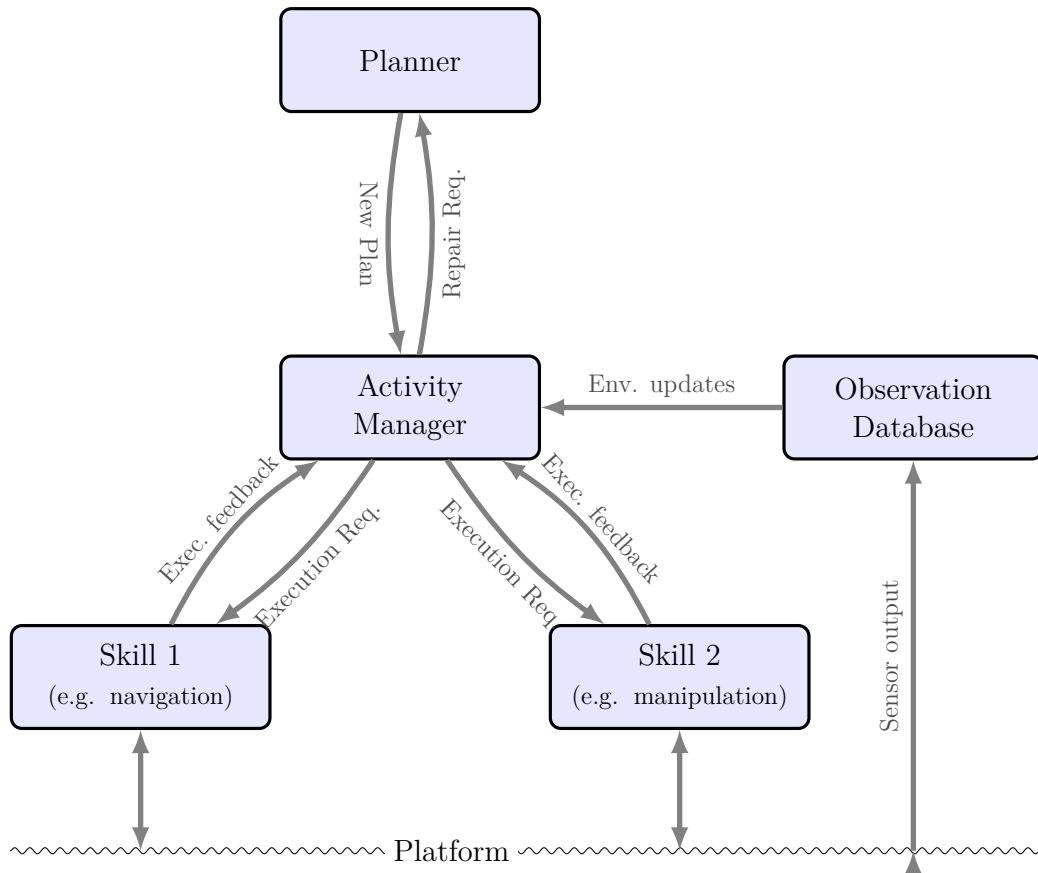 Planner
New Plan
Repair Req.
Activity
Manager
Env. updates
Observation
Database
Exec. feedback
Execution Req.
Execution Req.
Exec. feedback
Skill 1
(e.g. navigation)
Skill 2
(e.g. manipulation)
Sensor output
Platform